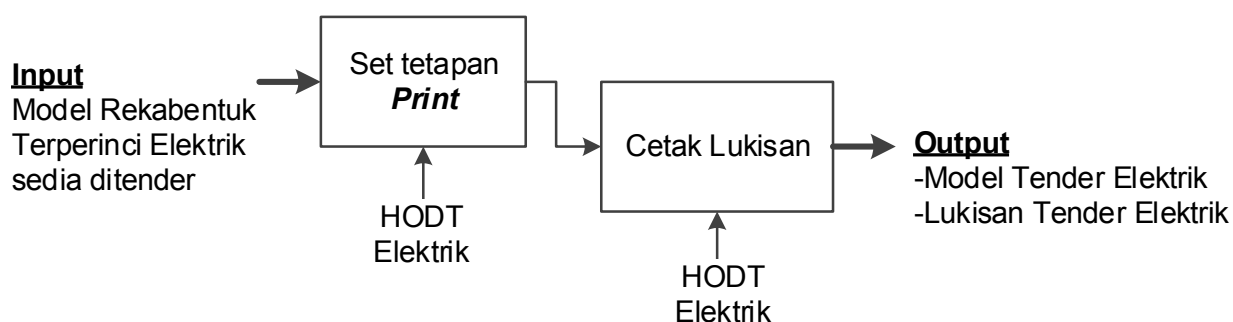 Input
Model Rekabentuk
Terperinci Elektrik
sedia ditender
Set tetapan
Print
HODT
Elektrik
Cetak Lukisan
HODT
Elektrik
Output
-Model Tender Elektrik
-Lukisan Tender Elektrik